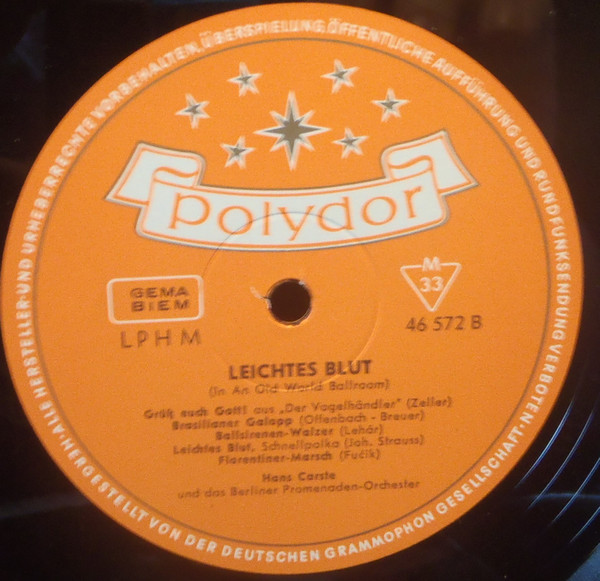 ALLE HERSTELLER- UND URHEBERRECHTE VORBEHALTEN. ÜBERSPIELUNG, ÖFFENTLICHE AUFFÜHRUNG UND RUNDFUNKSENDUNG VERBOTEN.
polydor
GEMA
BIEM
LPHM
M
33
46 572 B
LEICHTES BLUT
(In An Old World Ballroom)
Grüß euch Gott! aus „Der Vogelhändler" (Zeller)
Brasilianer Galopp (Offenbach - Breuer)
Ballsirenen-Walzer (Lehár)
Leichtes Blut, Schnellpolka (Joh. Strauss)
Florentiner-Marsch (Fučik)
Hans Carste
und das Berliner Promenaden-Orchester
HERGESTELLT VON DER DEUTSCHEN GRAMMOPHON GESELLSCHAFT